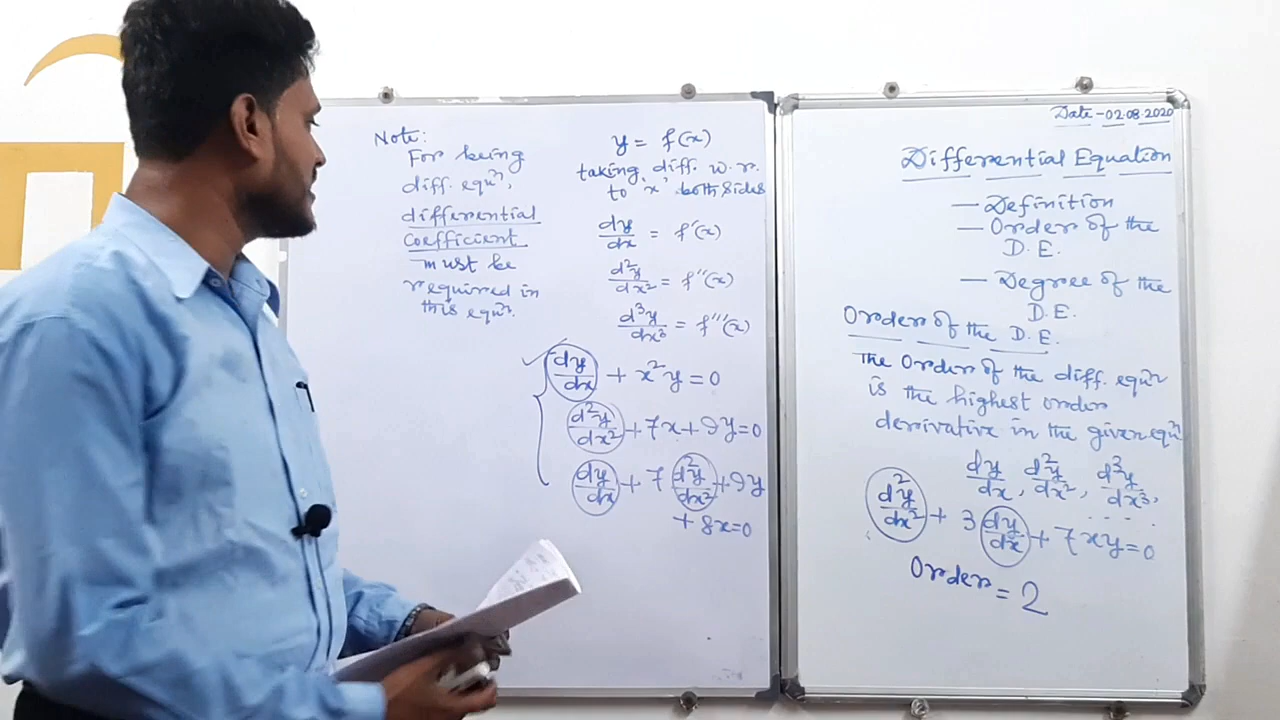 Note:
For being
diff. equⁿ,
differential
Coefficient
must be
required in
this equⁿ.
y = f(x)
taking diff. w.r.
to 'x' both sides
dy/dx = f'(x)
d²y/dx² = f''(x)
d³y/dx³ = f'''(x)
✓ dy/dx + x²y = 0
d²y/dx² + 7x + 9y = 0
dy/dx + 7 d²y/dx² + 9y
+ 8x = 0
Date - 02.08.2020
Differential Equation
— Definition
— Order of the
D.E.
— Degree of the
D.E.
Order of the D.E.
The Order of the diff. equⁿ
is the highest order
derivative in the given equⁿ
dy/dx, d²y/dx², d³y/dx³,
....
d²y/dx² + 3 dy/dx + 7xy = 0
Order = 2